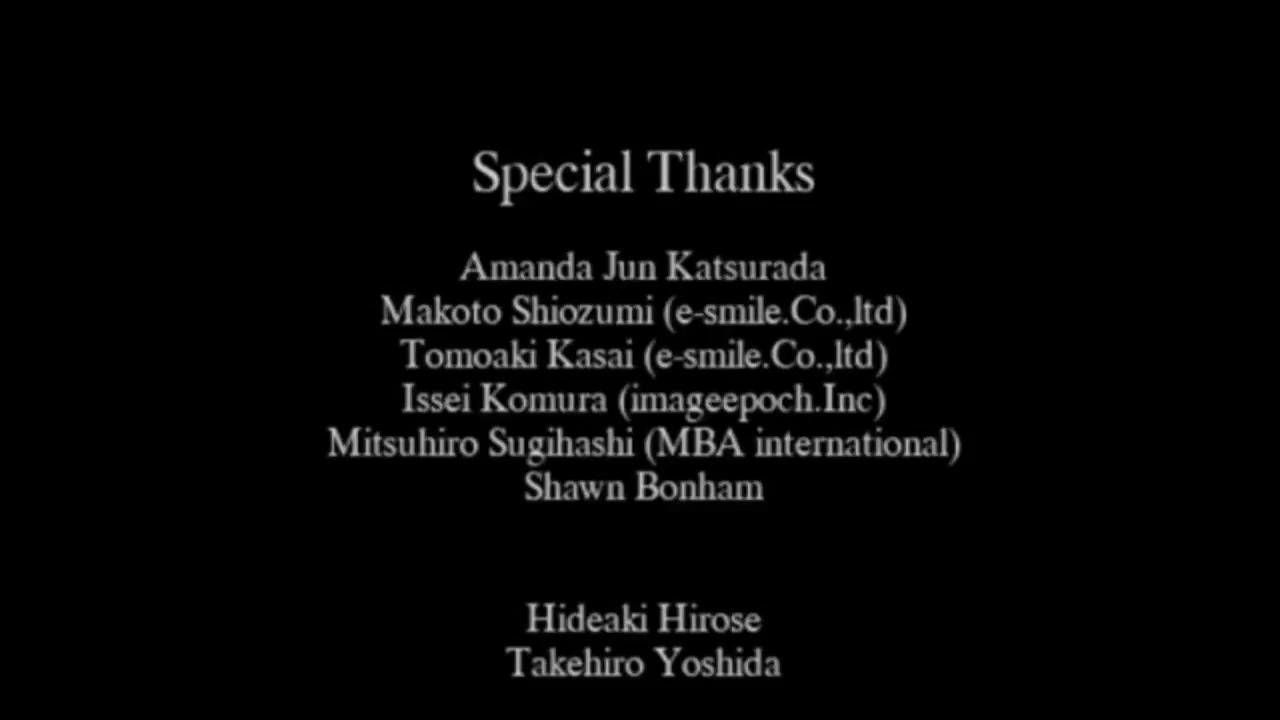 Special Thanks
Amanda Jun Katsurada
Makoto Shiozumi (e-smile.Co.,ltd)
Tomoaki Kasai (e-smile.Co.,ltd)
Issei Komura (imageepoch.Inc)
Mitsuhiro Sugihashi (MBA international)
Shawn Bonham
Hideaki Hirose
Takehiro Yoshida